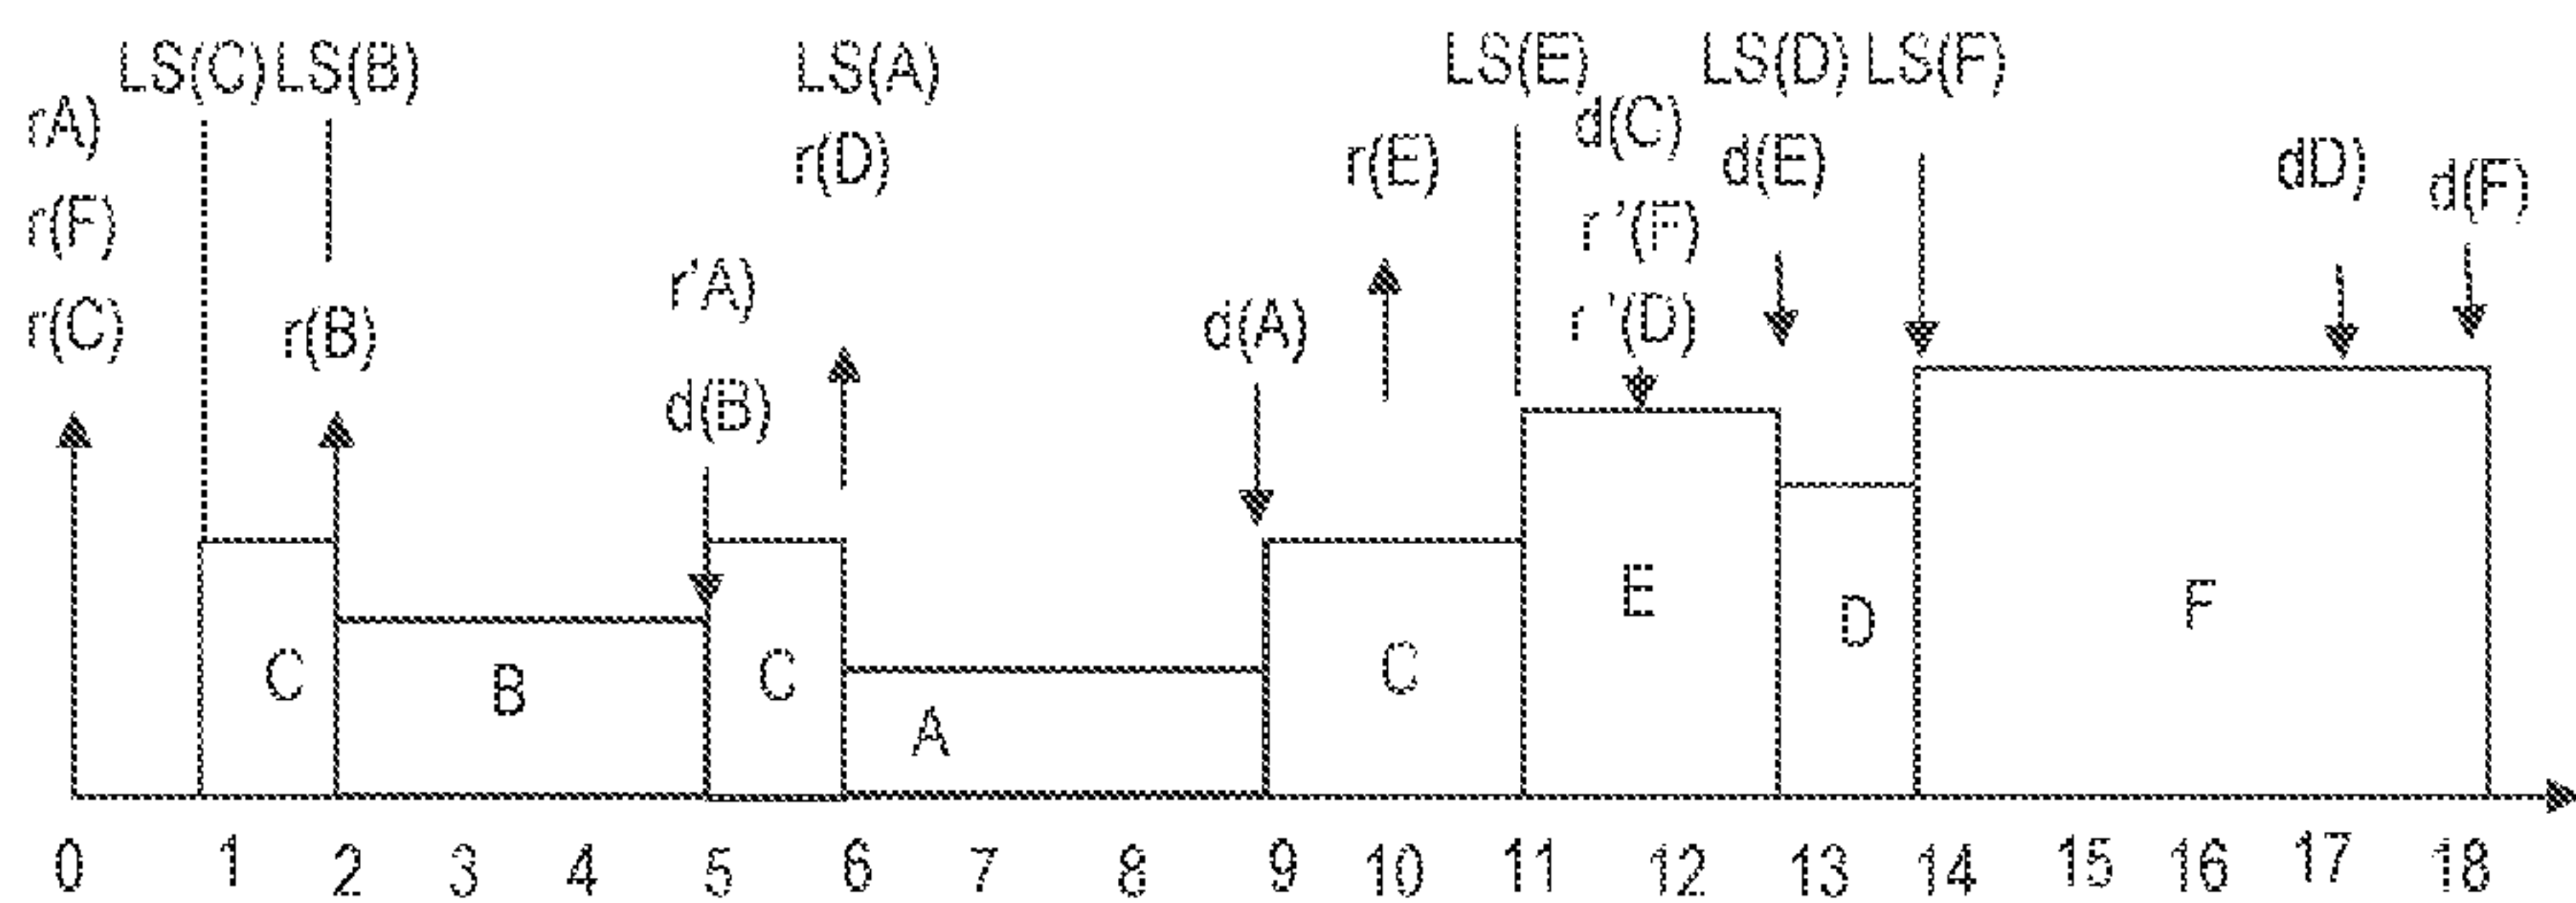 LS(C) LS(B) LS(A) LS(E) LS(D) LS(F)
rA) r(D) r(E) d(C) d(E) dD) d(F)
r(F) r'(F)
r(C) r(B) r'A) d(A) r'(D)
d(B)
C B C A C E D F
0 1 2 3 4 5 6 7 8 9 10 11 12 13 14 15 16 17 18